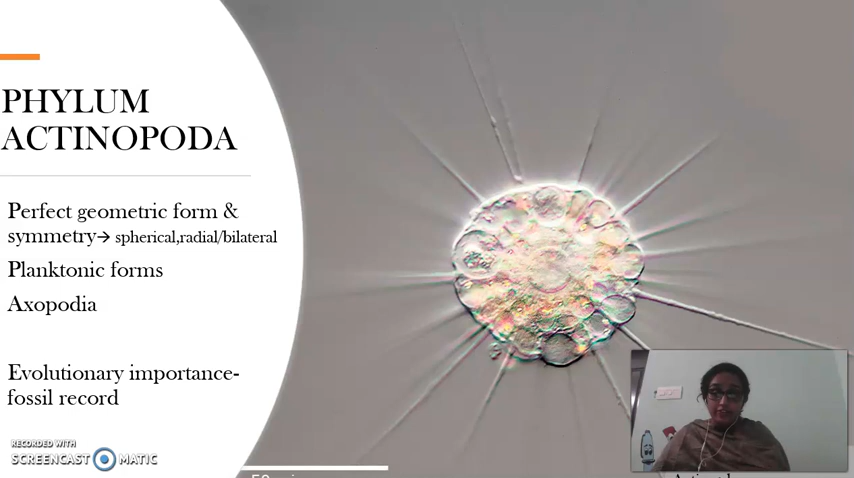 PHYLUM
ACTINOPODA
Perfect geometric form &
symmetry→ spherical,radial/bilateral
Planktonic forms
Axopodia
Evolutionary importance-
fossil record
RECORDED WITH
SCREENCAST MATIC